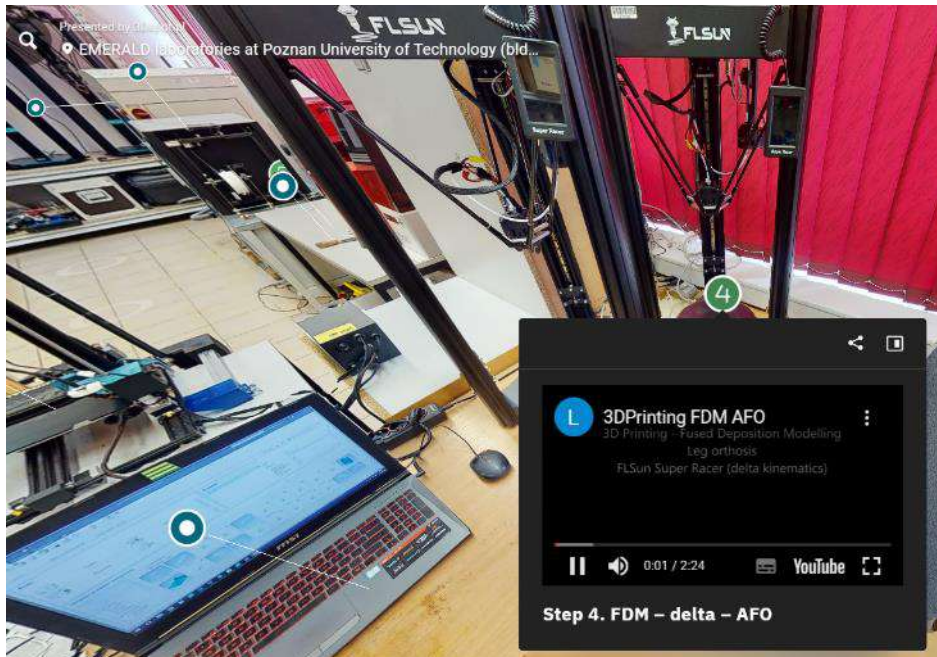 Presented by
EMERALD laboratories at Poznan University of Technology (bld...
FLSUN
FLSUN
Super Racer
4
L
3DPrinting FDM AFO
3D Printing - Fused Deposition Modelling
Leg orthosis
FLSun Super Racer (delta kinematics)
0:01 / 2:24
YouTube
Step 4. FDM – delta – AFO